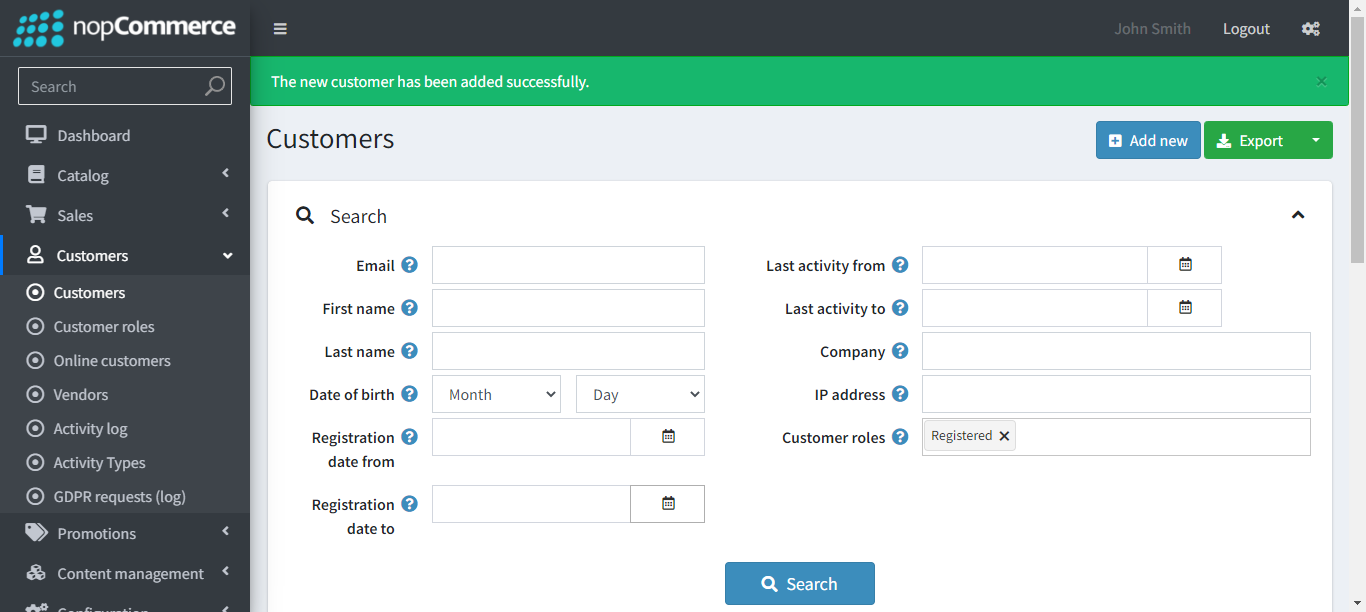 nopCommerce
John Smith
Logout
Search
The new customer has been added successfully.
×
Dashboard
Catalog
Sales
Customers
Customers
Customer roles
Online customers
Vendors
Activity log
Activity Types
GDPR requests (log)
Promotions
Content management
Configuration
Customers
Add new
Export
Search
Email
First name
Last name
Date of birth
Month
Day
Registration
date from
Registration
date to
Last activity from
Last activity to
Company
IP address
Customer roles
Registered
Search